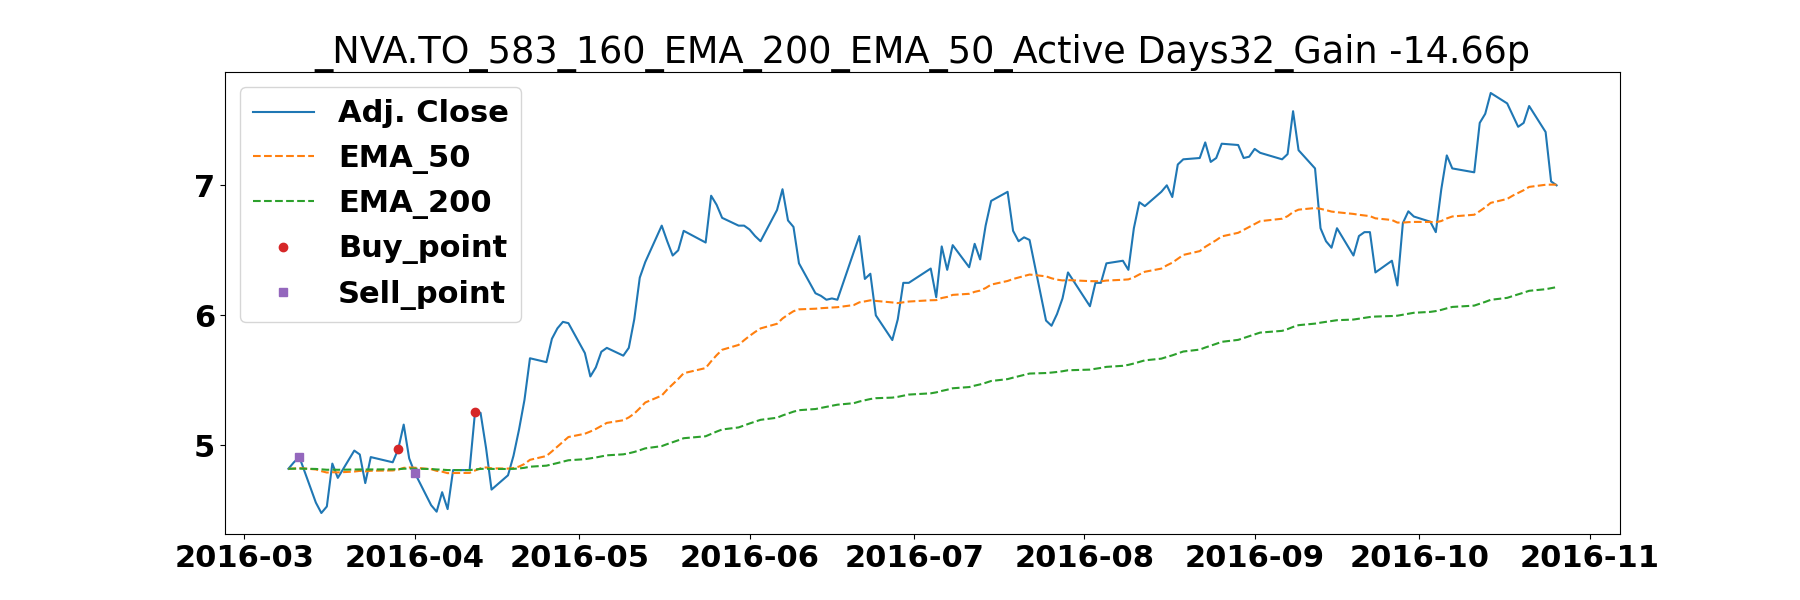 _NVA.TO_583_160_EMA_200_EMA_50_Active Days32_Gain -14.66p
Adj. Close
EMA_50
EMA_200
Buy_point
Sell_point
7
6
5
2016-03 2016-04 2016-05 2016-06 2016-07 2016-08 2016-09 2016-10 2016-11